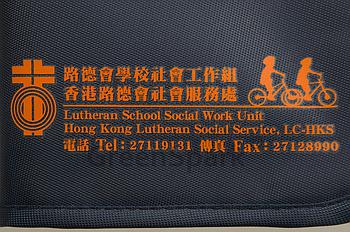 路德會學校社會工作組
香港路德會社會服務處
Lutheran School Social Work Unit
Hong Kong Lutheran Social Service, LC-HKS
電話 Tel: 27119131 傳真 Fax: 27128990
GreenSpark